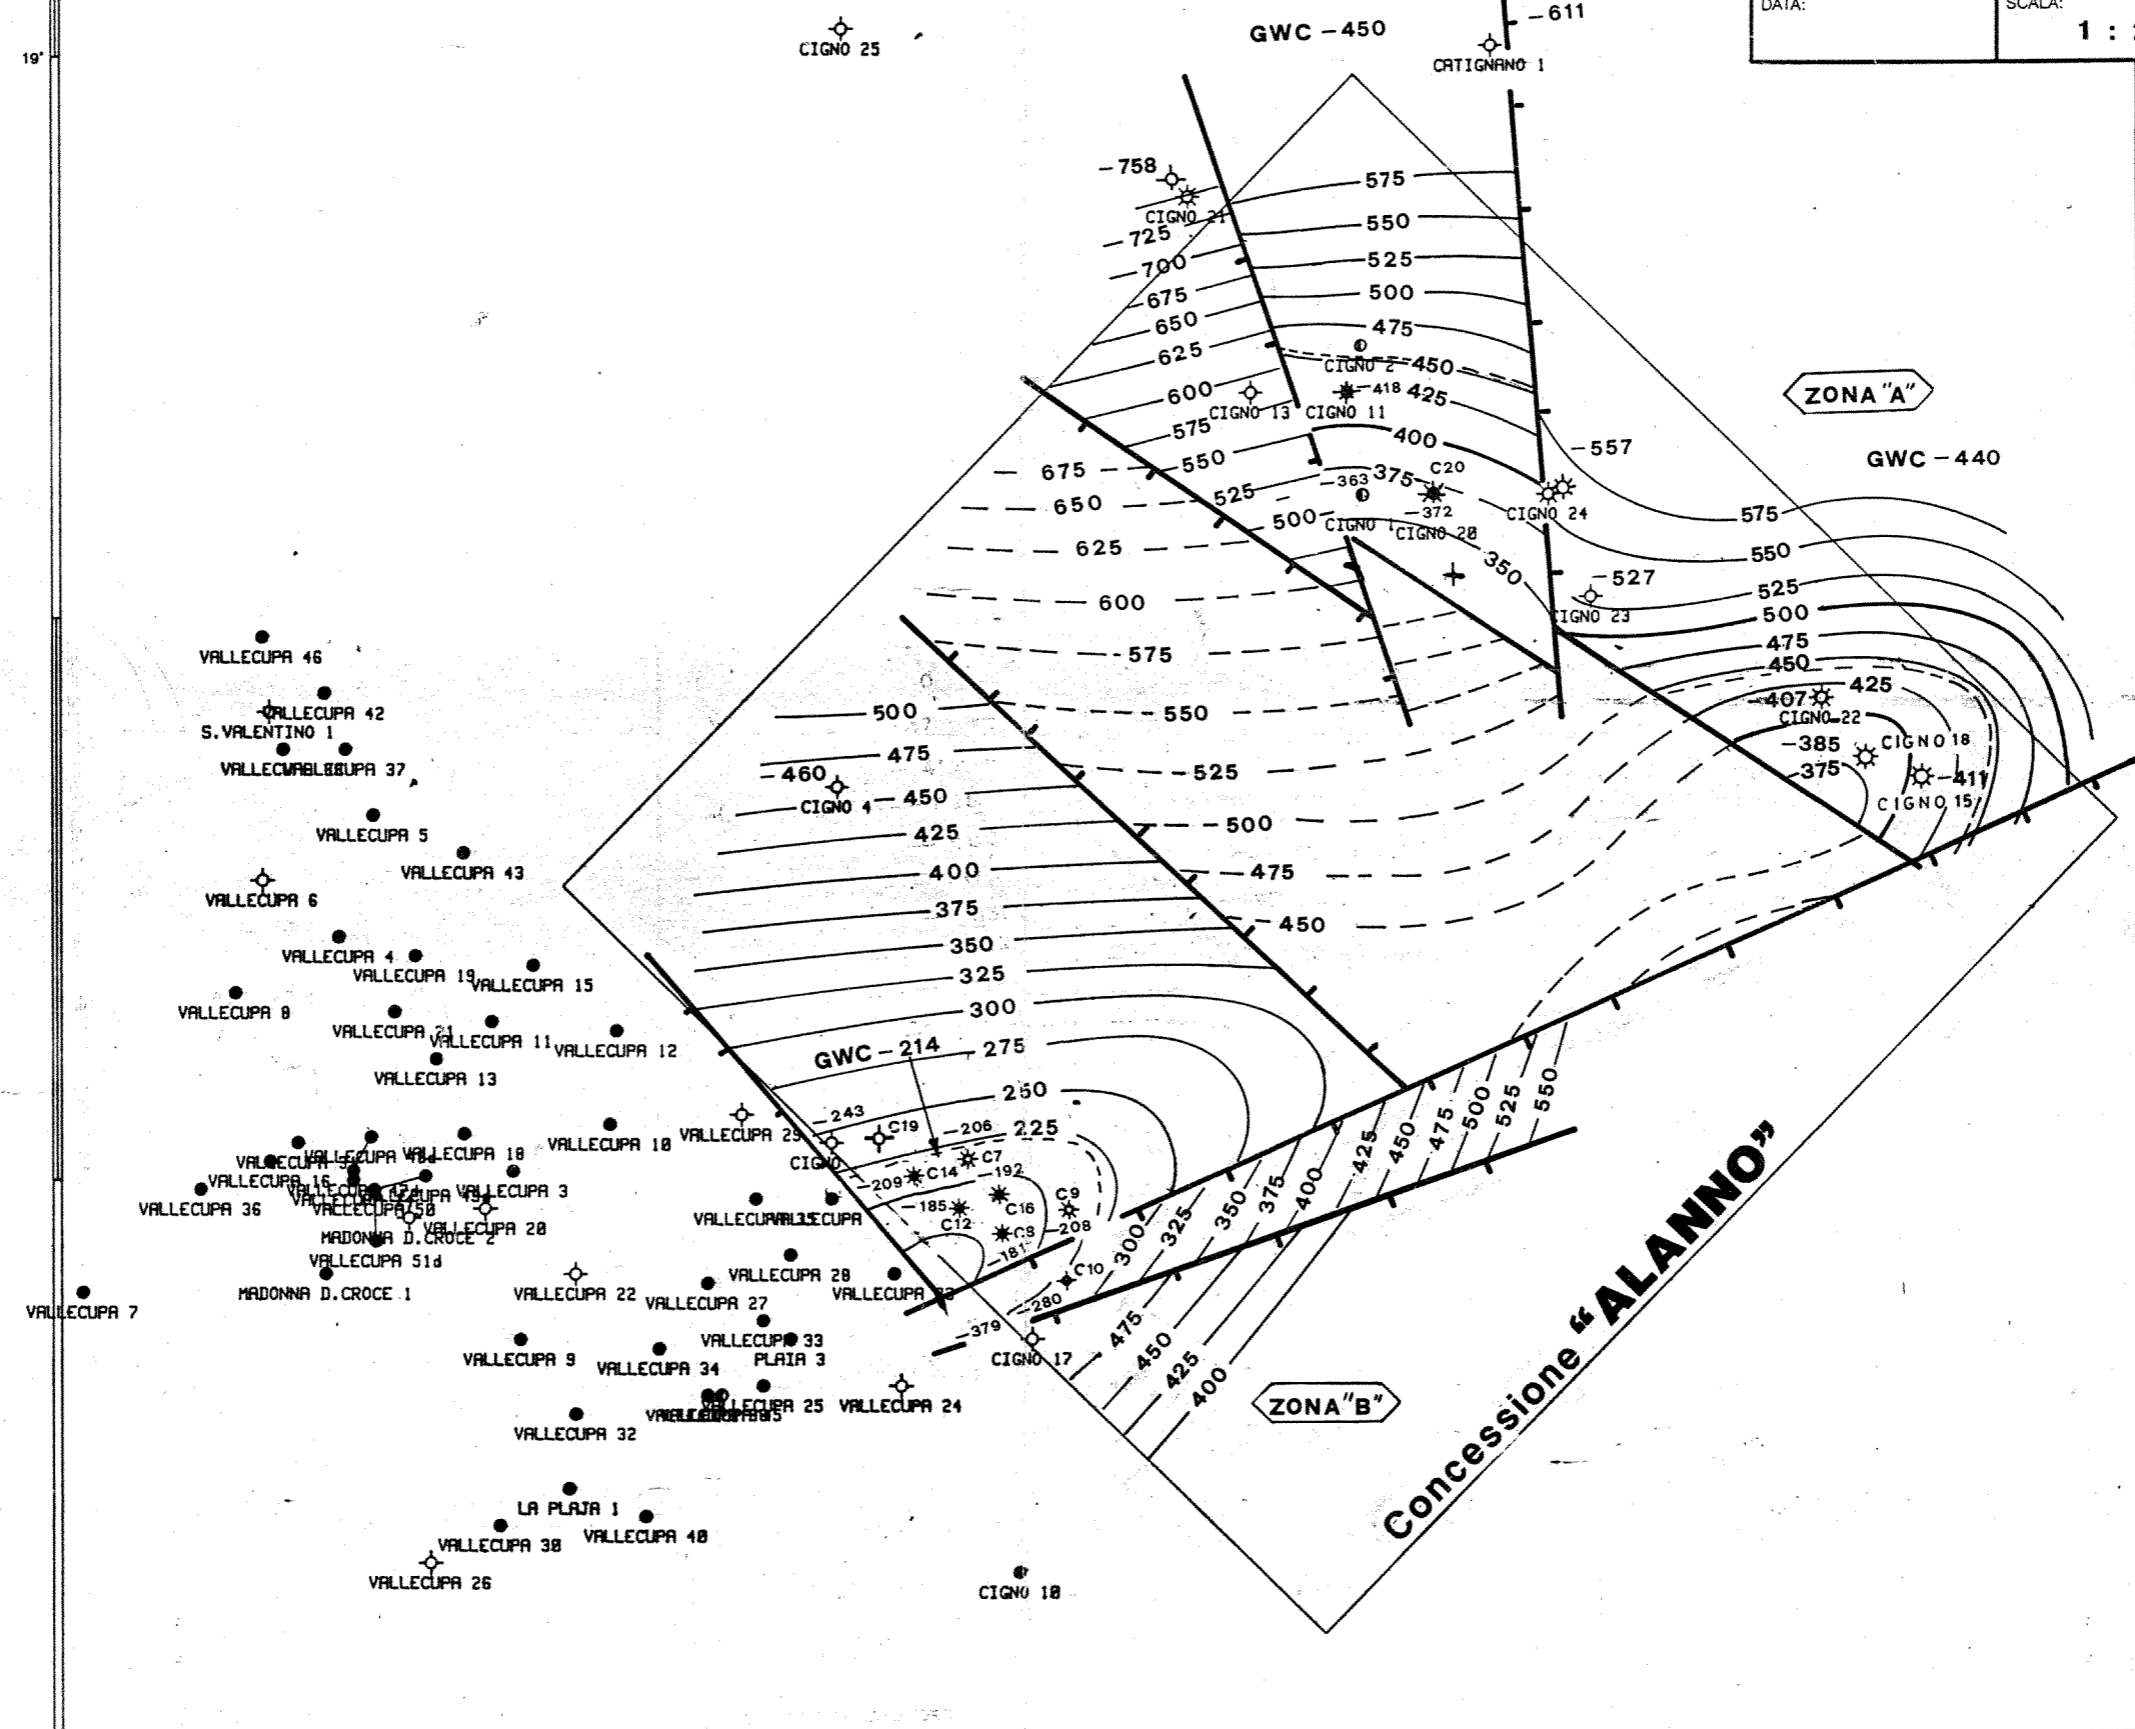 DATA:
SCALA:
1 :
19°
CIGNO 25
GWC -450
-611
CATIGNANO 1
-758
CIGNO 21
-725
-700
-675
-650
-625
-600
-575
-550
-525
-500
575
550
525
500
475
CIGNO 2
450
CIGNO 13
CIGNO 11
-418
425
400
ZONA "A"
GWC -440
-557
-363
375
C20
-372
CIGNO 1
CIGNO 20
CIGNO 24
350
-527
CIGNO 23
575
550
525
500
475
450
425
-407
CIGNO 22
-385
CIGNO 18
-375
-411
CIGNO 15
675
650
625
600
575
550
525
500
475
450
500
475
-460
CIGNO 4
450
425
400
375
350
325
300
275
250
225
GWC -214
-243
C19
-206
C7
-192
-209
C14
-185
C12
C16
C9
C8
-208
-181
C10
-280
-379
CIGNO
CIGNO 17
300
325
350
375
400
425
450
475
500
525
550
475
450
425
400
ZONA "B"
Concessione "ALANNO"
VALLECUPA 46
VALLECUPA 42
S.VALENTINO 1
VALLECUPA 37
VALLECUPA 5
VALLECUPA 43
VALLECUPA 6
VALLECUPA 4
VALLECUPA 19
VALLECUPA 15
VALLECUPA 8
VALLECUPA 21
VALLECUPA 11
VALLECUPA 12
VALLECUPA 13
VALLECUPA 29
VALLECUPA 10
VALLECUPA 18
VALLECUPA 16
VALLECUPA 3
VALLECUPA 36
VALLECUPA 50
VALLECUPA 20
MADONNA D.CROCE 2
VALLECUPA 51d
MADONNA D.CROCE 1
VALLECUPA 7
VALLECUPA 22
VALLECUPA 27
VALLECUPA 28
VALLECUPA
VALLECUPA 33
PLAIA 3
VALLECUPA 9
VALLECUPA 34
VALLECUPA 25
VALLECUPA 24
VALLECUPA 32
LA PLAJA 1
VALLECUPA 40
VALLECUPA 30
VALLECUPA 26
CIGNO 10